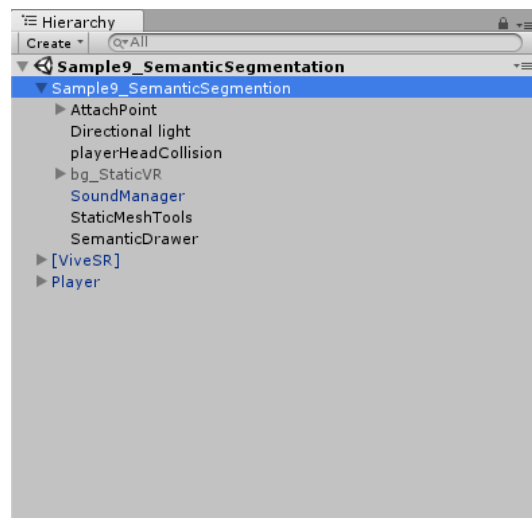 Hierarchy
Create All
Sample9_SemanticSegmentation
Sample9_SemanticSegmention
AttachPoint
Directional light
playerHeadCollision
bg_StaticVR
SoundManager
StaticMeshTools
SemanticDrawer
[ViveSR]
Player